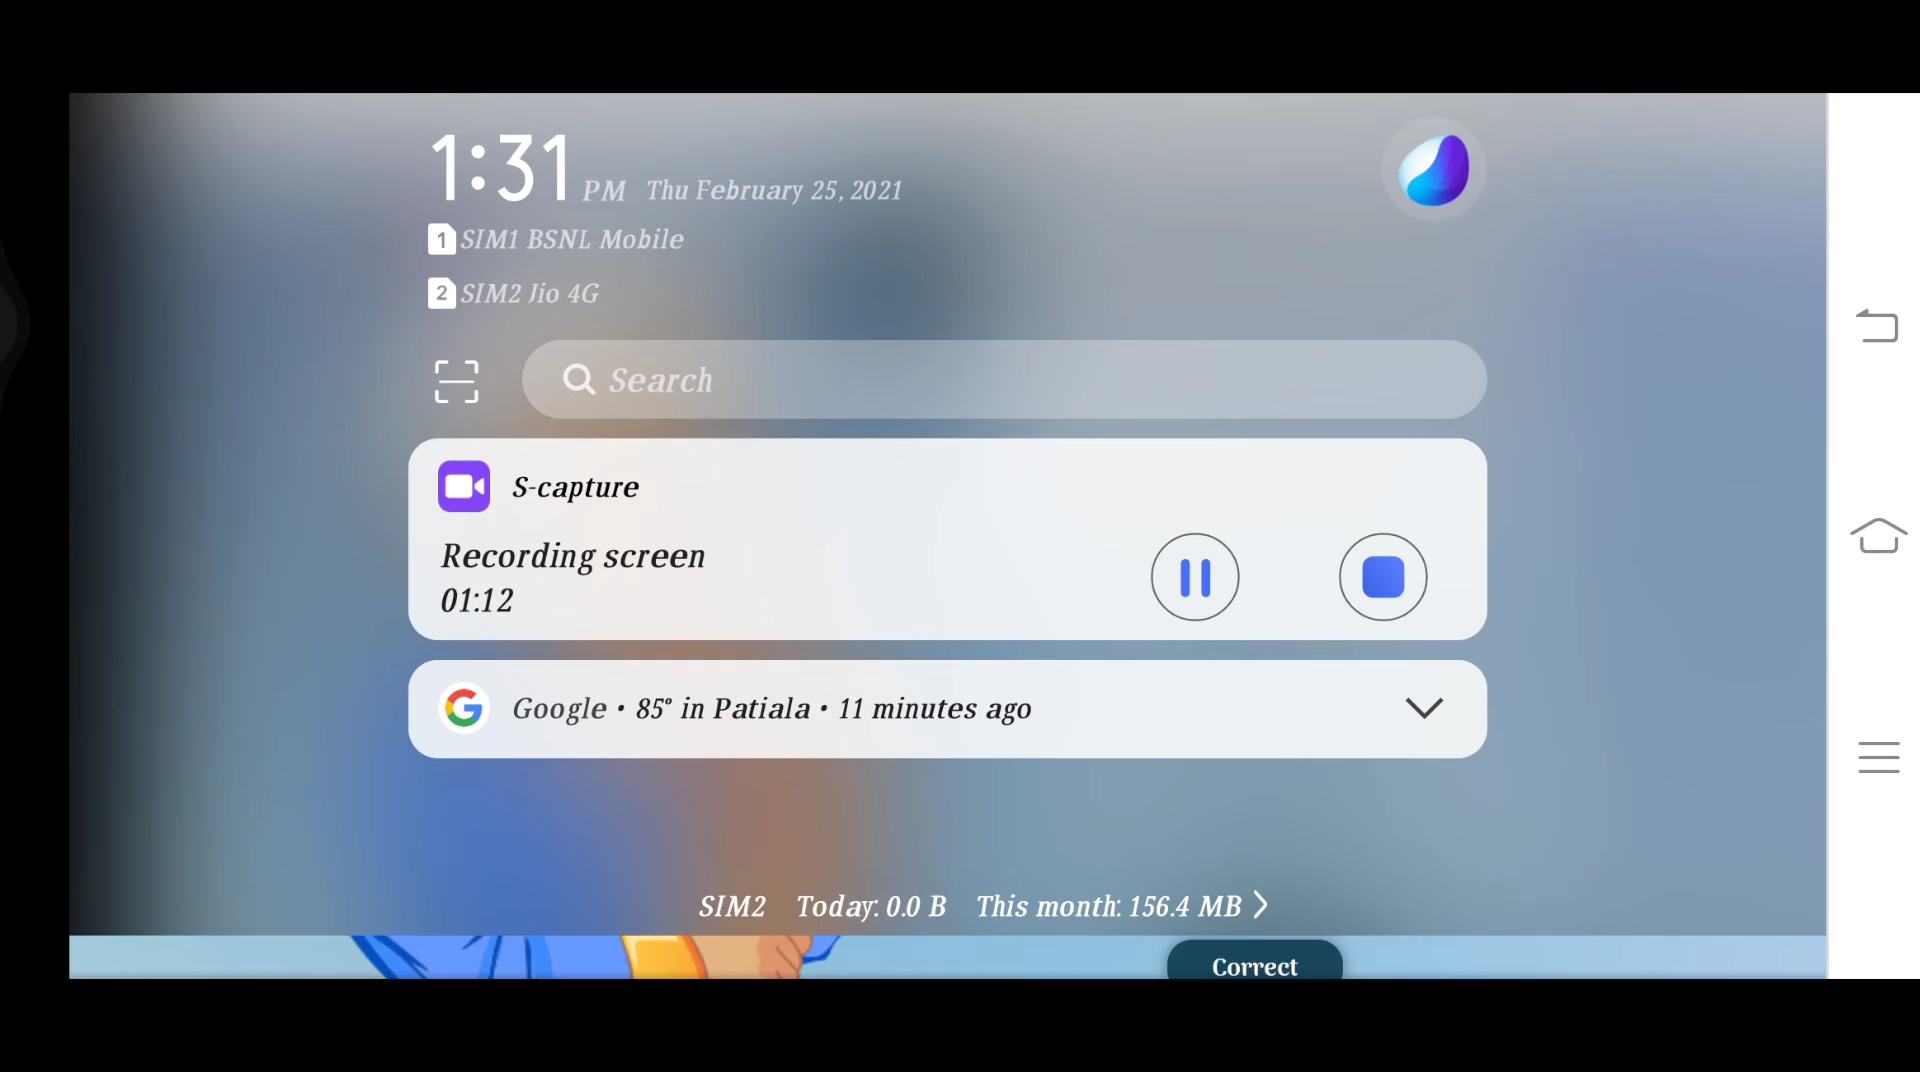 1:31 PM Thu February 25, 2021
1 SIM1 BSNL Mobile
2 SIM2 Jio 4G
Search
S-capture
Recording screen
01:12
Google • 85° in Patiala • 11 minutes ago
SIM2 Today: 0.0 B This month: 156.4 MB
Correct